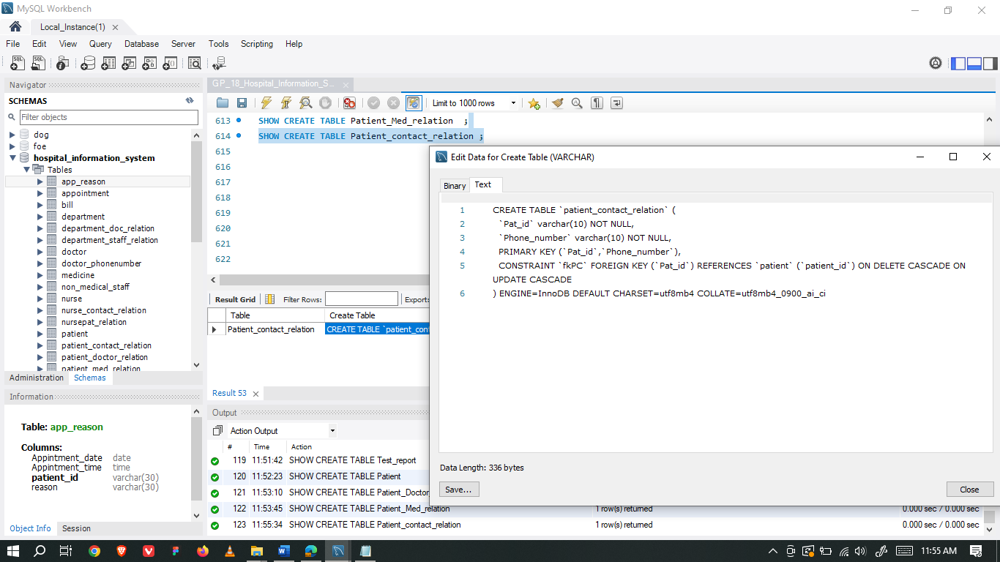 MySQL Workbench
Local_Instance(1)
File Edit View Query Database Server Tools Scripting Help
Navigator
SCHEMAS
Filter objects
dog
foe
hospital_information_system
Tables
app_reason
appointment
bill
department
department_doc_relation
department_staff_relation
doctor
doctor_phonenumber
medicine
non_medical_staff
nurse
nurse_contact_relation
nursepat_relation
patient
patient_contact_relation
patient_doctor_relation
patient_med_relation
Administration Schemas
Information
Table: app_reason
Columns:
Appintment_date date
Appintment_time time
patient_id varchar(30)
reason varchar(30)
Object Info Session
GP_18_Hospital_Information_S...
Limit to 1000 rows
613 SHOW CREATE TABLE Patient_Med_relation ;
614 SHOW CREATE TABLE Patient_contact_relation ;
615
616
617
618
619
620
621
622
Result Grid Filter Rows: Export:
Table Create Table
Patient_contact_relation CREATE TABLE `patient_cont
Result 53
Output
Action Output
# Time Action
119 11:51:42 SHOW CREATE TABLE Test_report
120 11:52:23 SHOW CREATE TABLE Patient
121 11:53:10 SHOW CREATE TABLE Patient_Doctor
122 11:53:45 SHOW CREATE TABLE Patient_Med_relation 1 row(s) returned 0.000 sec / 0.000 sec
123 11:55:34 SHOW CREATE TABLE Patient_contact_relation 1 row(s) returned 0.000 sec / 0.000 sec
Edit Data for Create Table (VARCHAR)
Binary Text
1 CREATE TABLE `patient_contact_relation` (
2 `Pat_id` varchar(10) NOT NULL,
3 `Phone_number` varchar(10) NOT NULL,
4 PRIMARY KEY (`Pat_id`,`Phone_number`),
5 CONSTRAINT `fkPC` FOREIGN KEY (`Pat_id`) REFERENCES `patient` (`patient_id`) ON DELETE CASCADE ON
UPDATE CASCADE
6 ) ENGINE=InnoDB DEFAULT CHARSET=utf8mb4 COLLATE=utf8mb4_0900_ai_ci
Data Length: 336 bytes
Save... Close
11:55 AM